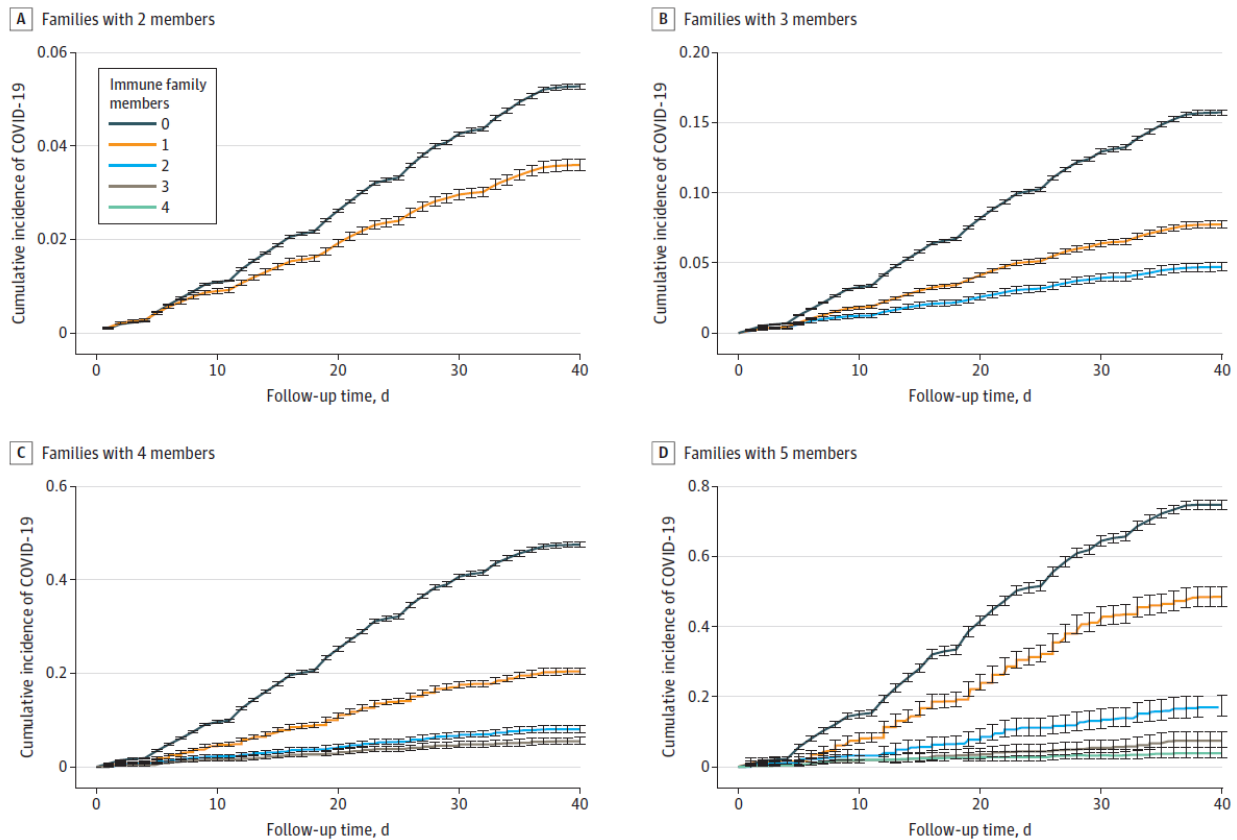 A Families with 2 members
Cumulative incidence of COVID-19
0.06
0.04
0.02
0
Immune family
members
0
1
2
3
4
0 10 20 30 40
Follow-up time, d
B Families with 3 members
Cumulative incidence of COVID-19
0.20
0.15
0.10
0.05
0
0 10 20 30 40
Follow-up time, d
C Families with 4 members
Cumulative incidence of COVID-19
0.6
0.4
0.2
0
0 10 20 30 40
Follow-up time, d
D Families with 5 members
Cumulative incidence of COVID-19
0.8
0.6
0.4
0.2
0
0 10 20 30 40
Follow-up time, d